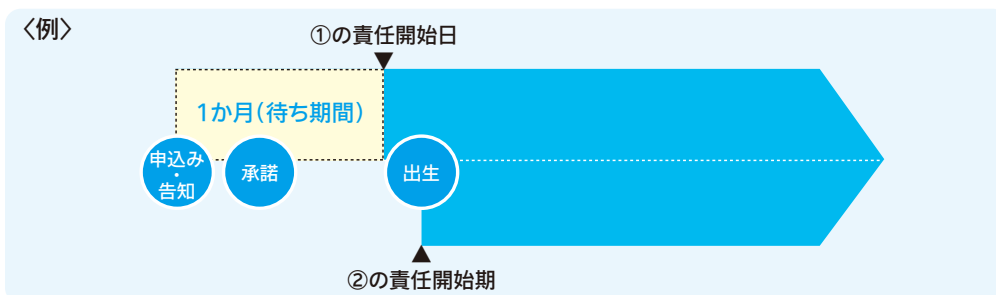 〈例〉
①の責任開始日
1か月(待ち期間)
申込み
・
告知
承諾
出生
②の責任開始期